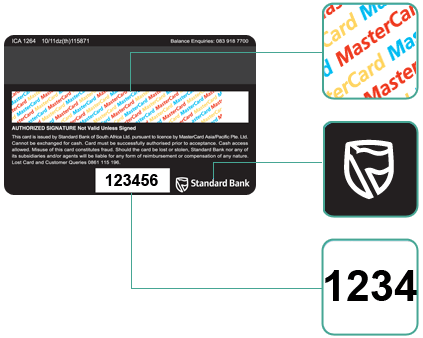 ICA 1264 10/11dz(th)115871 Balance Enquiries: 083 918 7700
MasterCard MasterCard MasterCard
AUTHORIZED SIGNATURE Not Valid Unless Signed
This card is issued by Standard Bank of South Africa Ltd. pursuant to licence by MasterCard Asia/Pacific Pte. Ltd.
Cannot be exchanged for cash. Card must be successfully authorised prior to acceptance. Cash access
allowed. Misuse of this card constitutes fraud. Should the card be lost or stolen, Standard Bank nor any of
its subsidiaries and/or agents will be liable for any form of reimbursement or compensation of any nature.
Lost Card and Customer Queries 0861 115 196.
123456
Standard Bank
MasterCard
MasterCard
MasterCard
1234